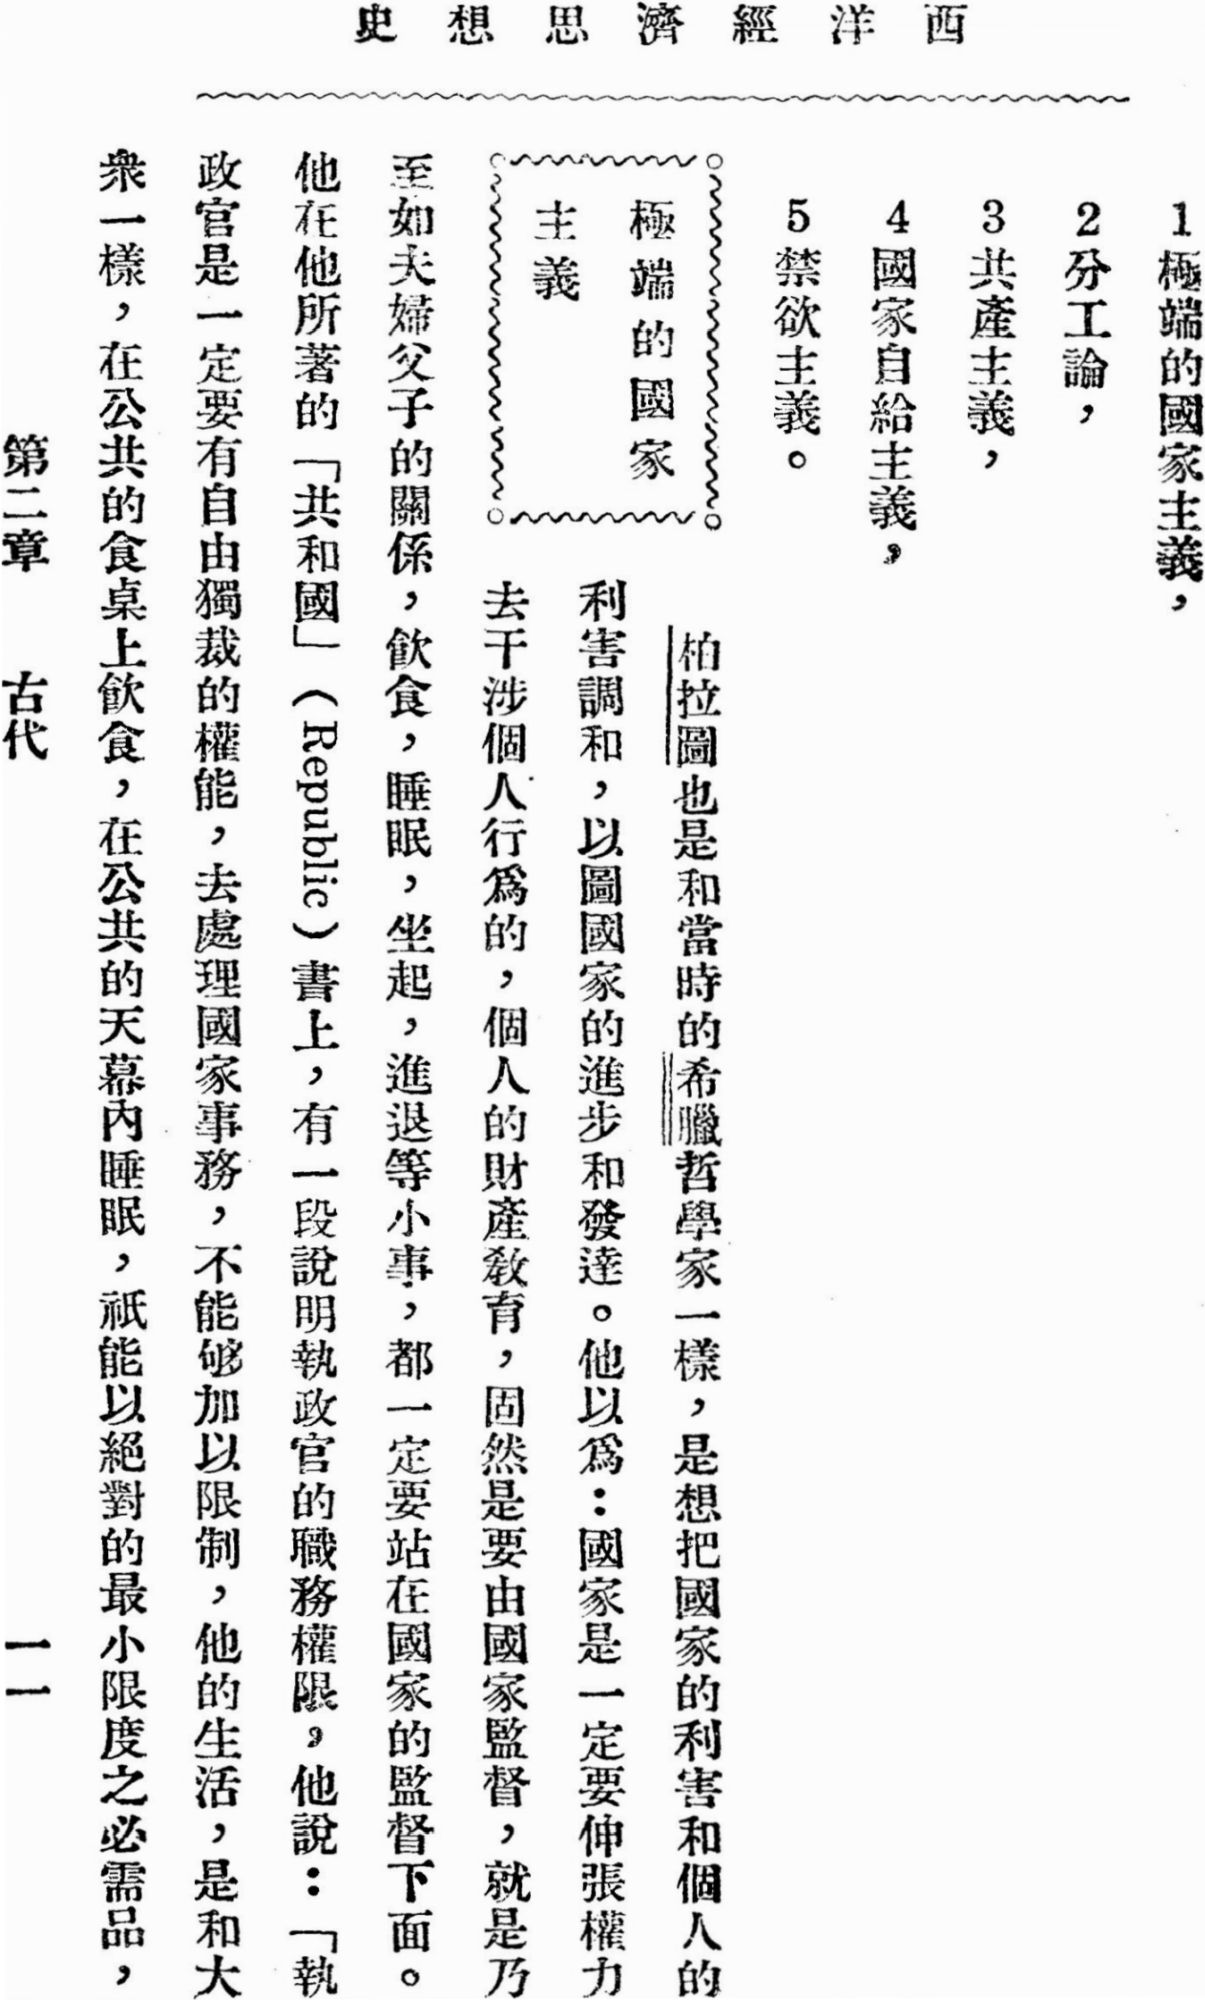 西洋經濟思想史
1極端的國家主義，
2分工論，
3共產主義，
4國家自給主義，
5禁欲主義。
極端的國家
主義
柏拉圖也是和當時的希臘哲學家一樣，是想把國家的利害和個人的
利害調和，以圖國家的進步和發達。他以爲：國家是一定要伸張權力
去干涉個人行爲的，個人的財產敎育，固然是要由國家監督，就是乃
至如夫婦父子的關係，飮食，睡眠，坐起，進退等小事，都一定要站在國家的監督下面。
他在他所著的「共和國」（Republic）書上，有一段說明執政官的職務權限，他說：「執
政官是一定要有自由獨裁的權能，去處理國家事務，不能够加以限制，他的生活，是和大
衆一樣，在公共的食桌上飮食，在公共的天幕內睡眠，祇能以絕對的最小限度之必需品，
第二章　古代
一一